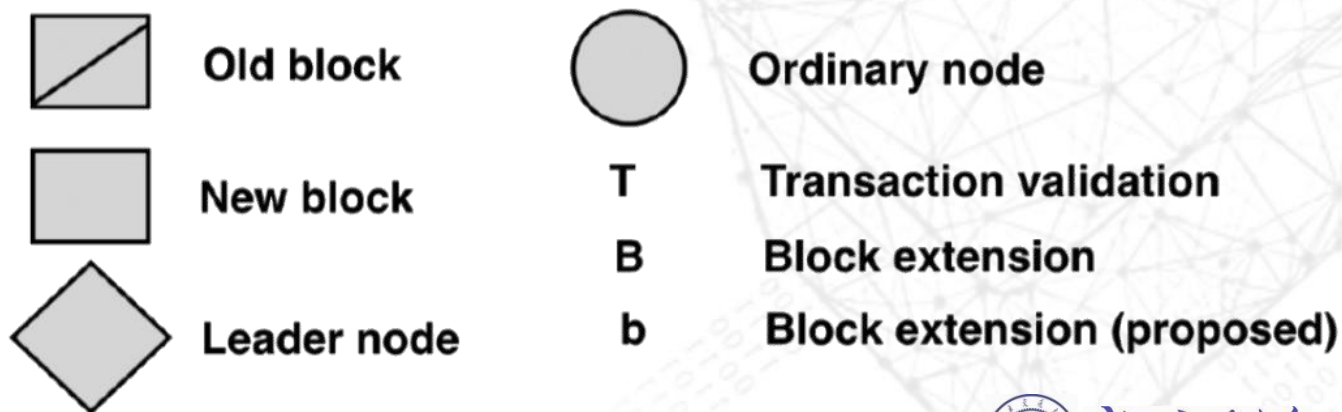 Old block
Ordinary node
New block
T Transaction validation
B Block extension
Leader node
b Block extension (proposed)